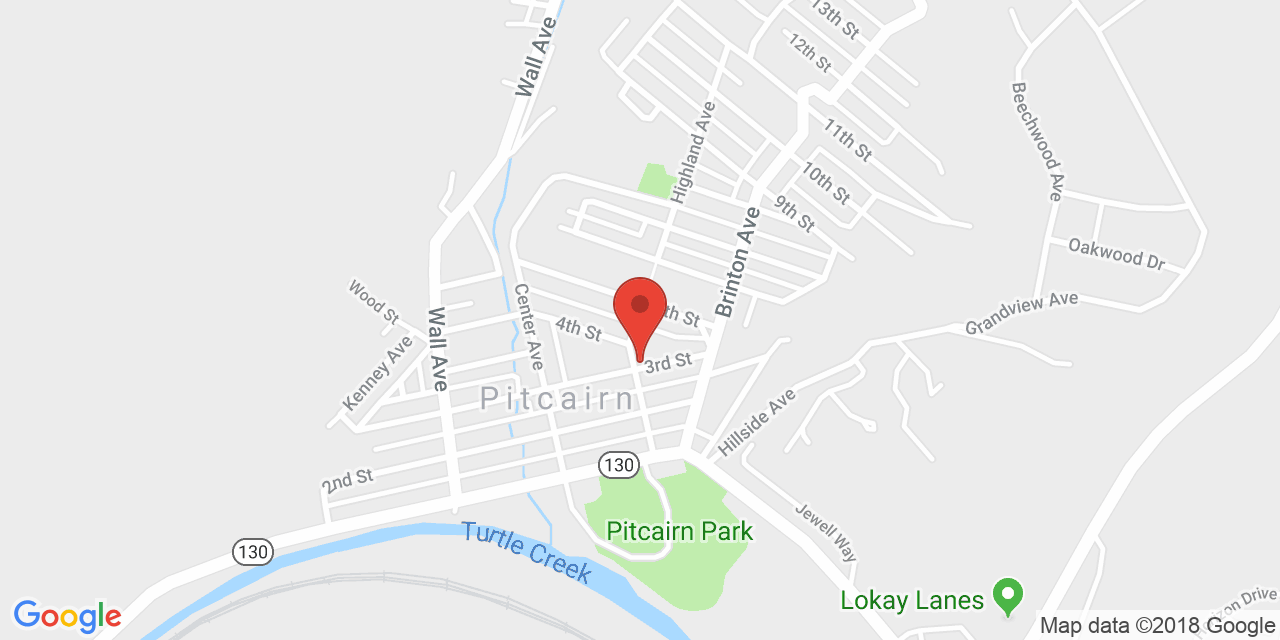 13th St
Wall Ave
12th St
Beechwood Ave
Highland Ave
11th St
10th St
9th St
Brinton Ave
Oakwood Dr
Wood St
Center Ave
th St
Grandview Ave
4th St
Wall Ave
Kenney Ave
3rd St
Pitcairn
Hillside Ave
130
2nd St
Pitcairn Park
Jewell Way
Turtle Creek
130
Lokay Lanes
Drive
Google
Map data ©2018 Google